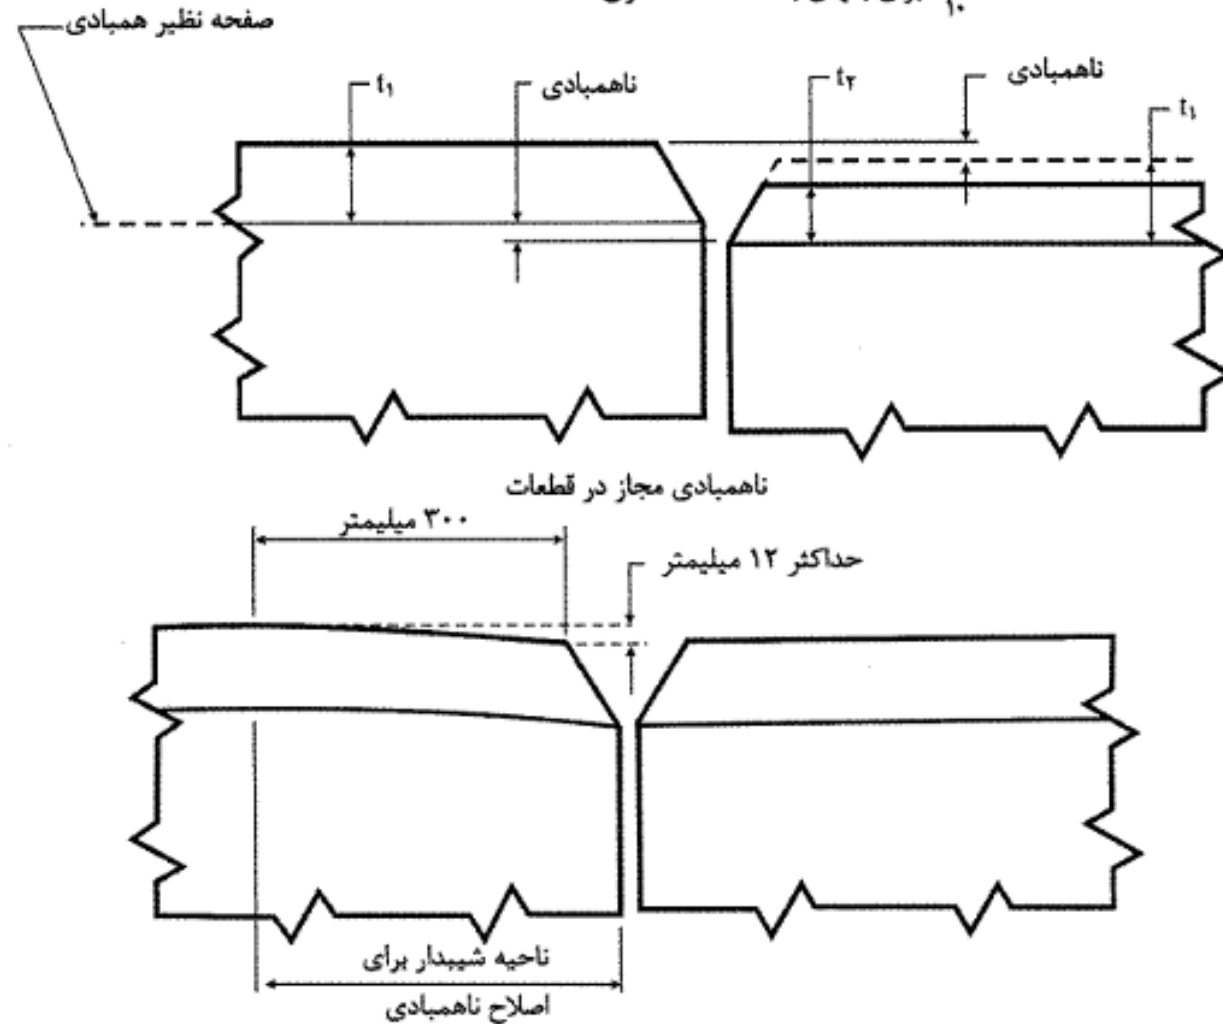 ۱۰
صفحه نظیر همبادی
ناهمبادی
t۲
ناهمبادی
t۱
t۱
ناهمبادی مجاز در قطعات
۳۰۰ میلیمتر
حداکثر ۱۲ میلیمتر
ناحیه شیبدار برای
اصلاح ناهمبادی